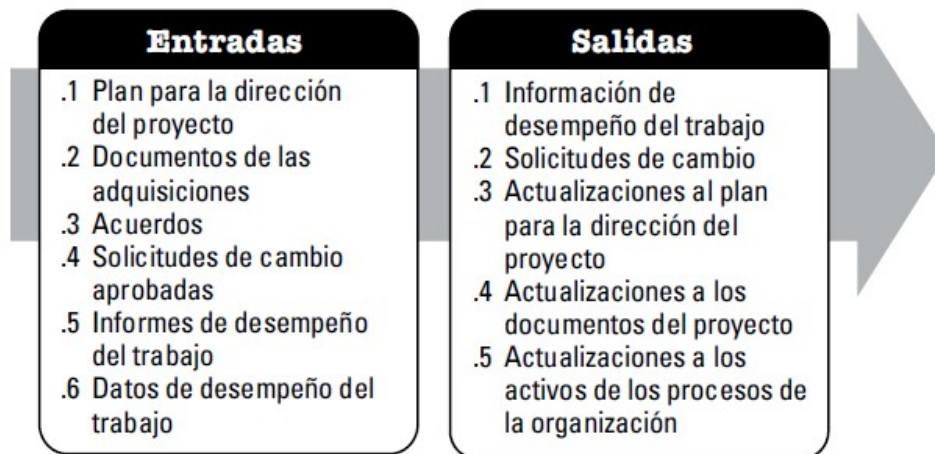 Entradas
.1 Plan para la dirección
del proyecto
.2 Documentos de las
adquisiciones
.3 Acuerdos
.4 Solicitudes de cambio
aprobadas
.5 Informes de desempeño
del trabajo
.6 Datos de desempeño del
trabajo
Salidas
.1 Información de
desempeño del trabajo
.2 Solicitudes de cambio
.3 Actualizaciones al plan
para la dirección del
proyecto
.4 Actualizaciones a los
documentos del proyecto
.5 Actualizaciones a los
activos de los procesos de
la organización